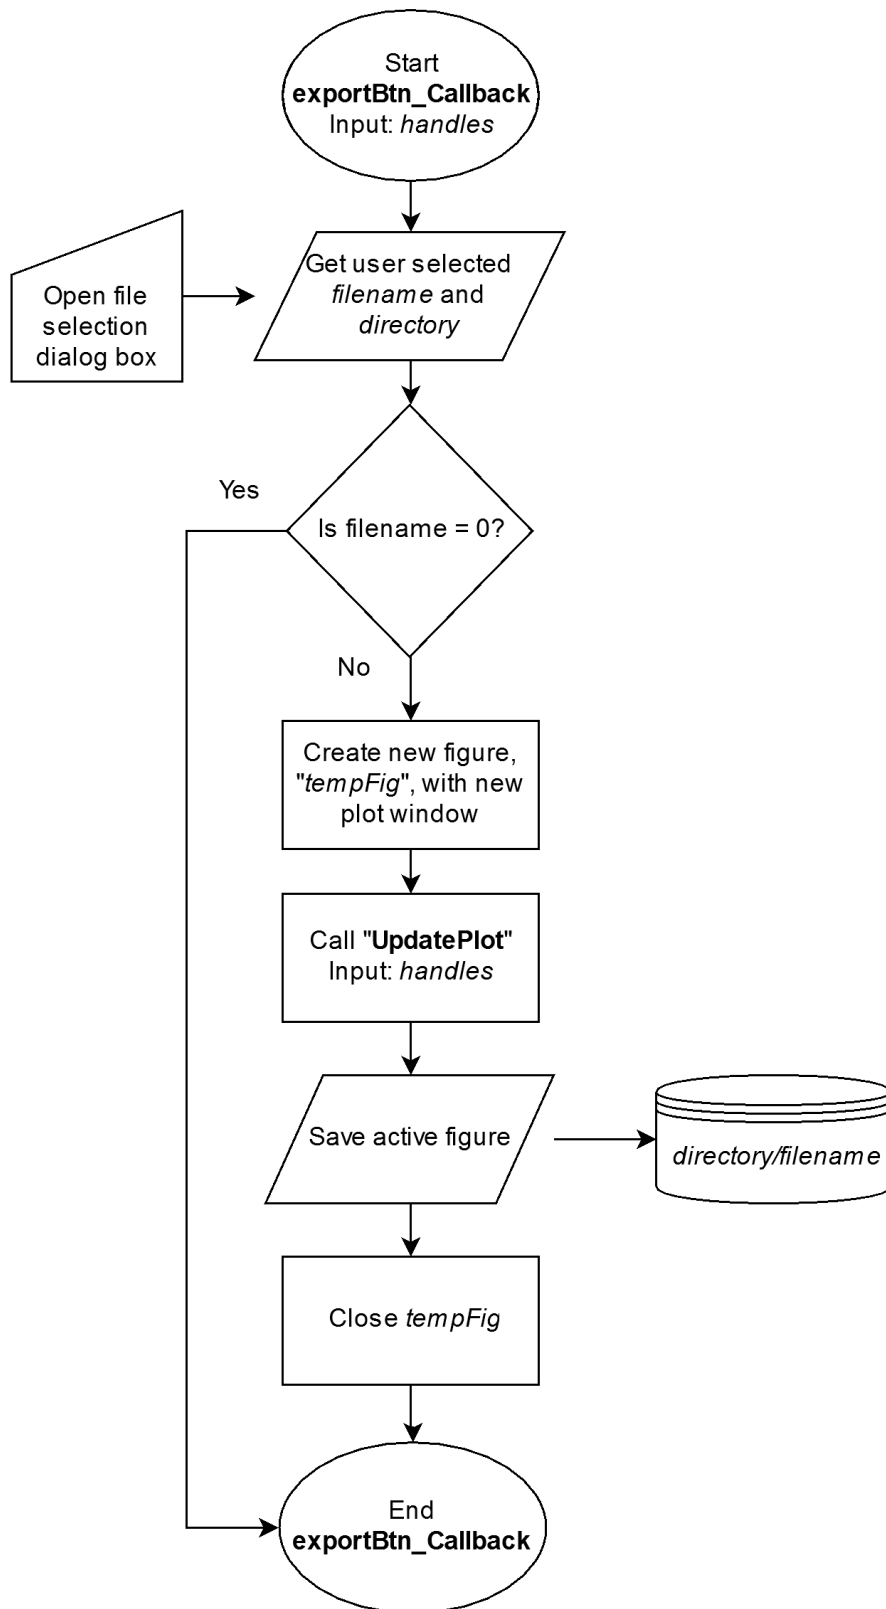 Start
exportBtn_Callback
Input: handles
Get user selected
filename and
directory
Open file
selection
dialog box
Yes
Is filename = 0?
No
Create new figure,
"tempFig", with new
plot window
Call "UpdatePlot"
Input: handles
Save active figure
directory/filename
Close tempFig
End
exportBtn_Callback